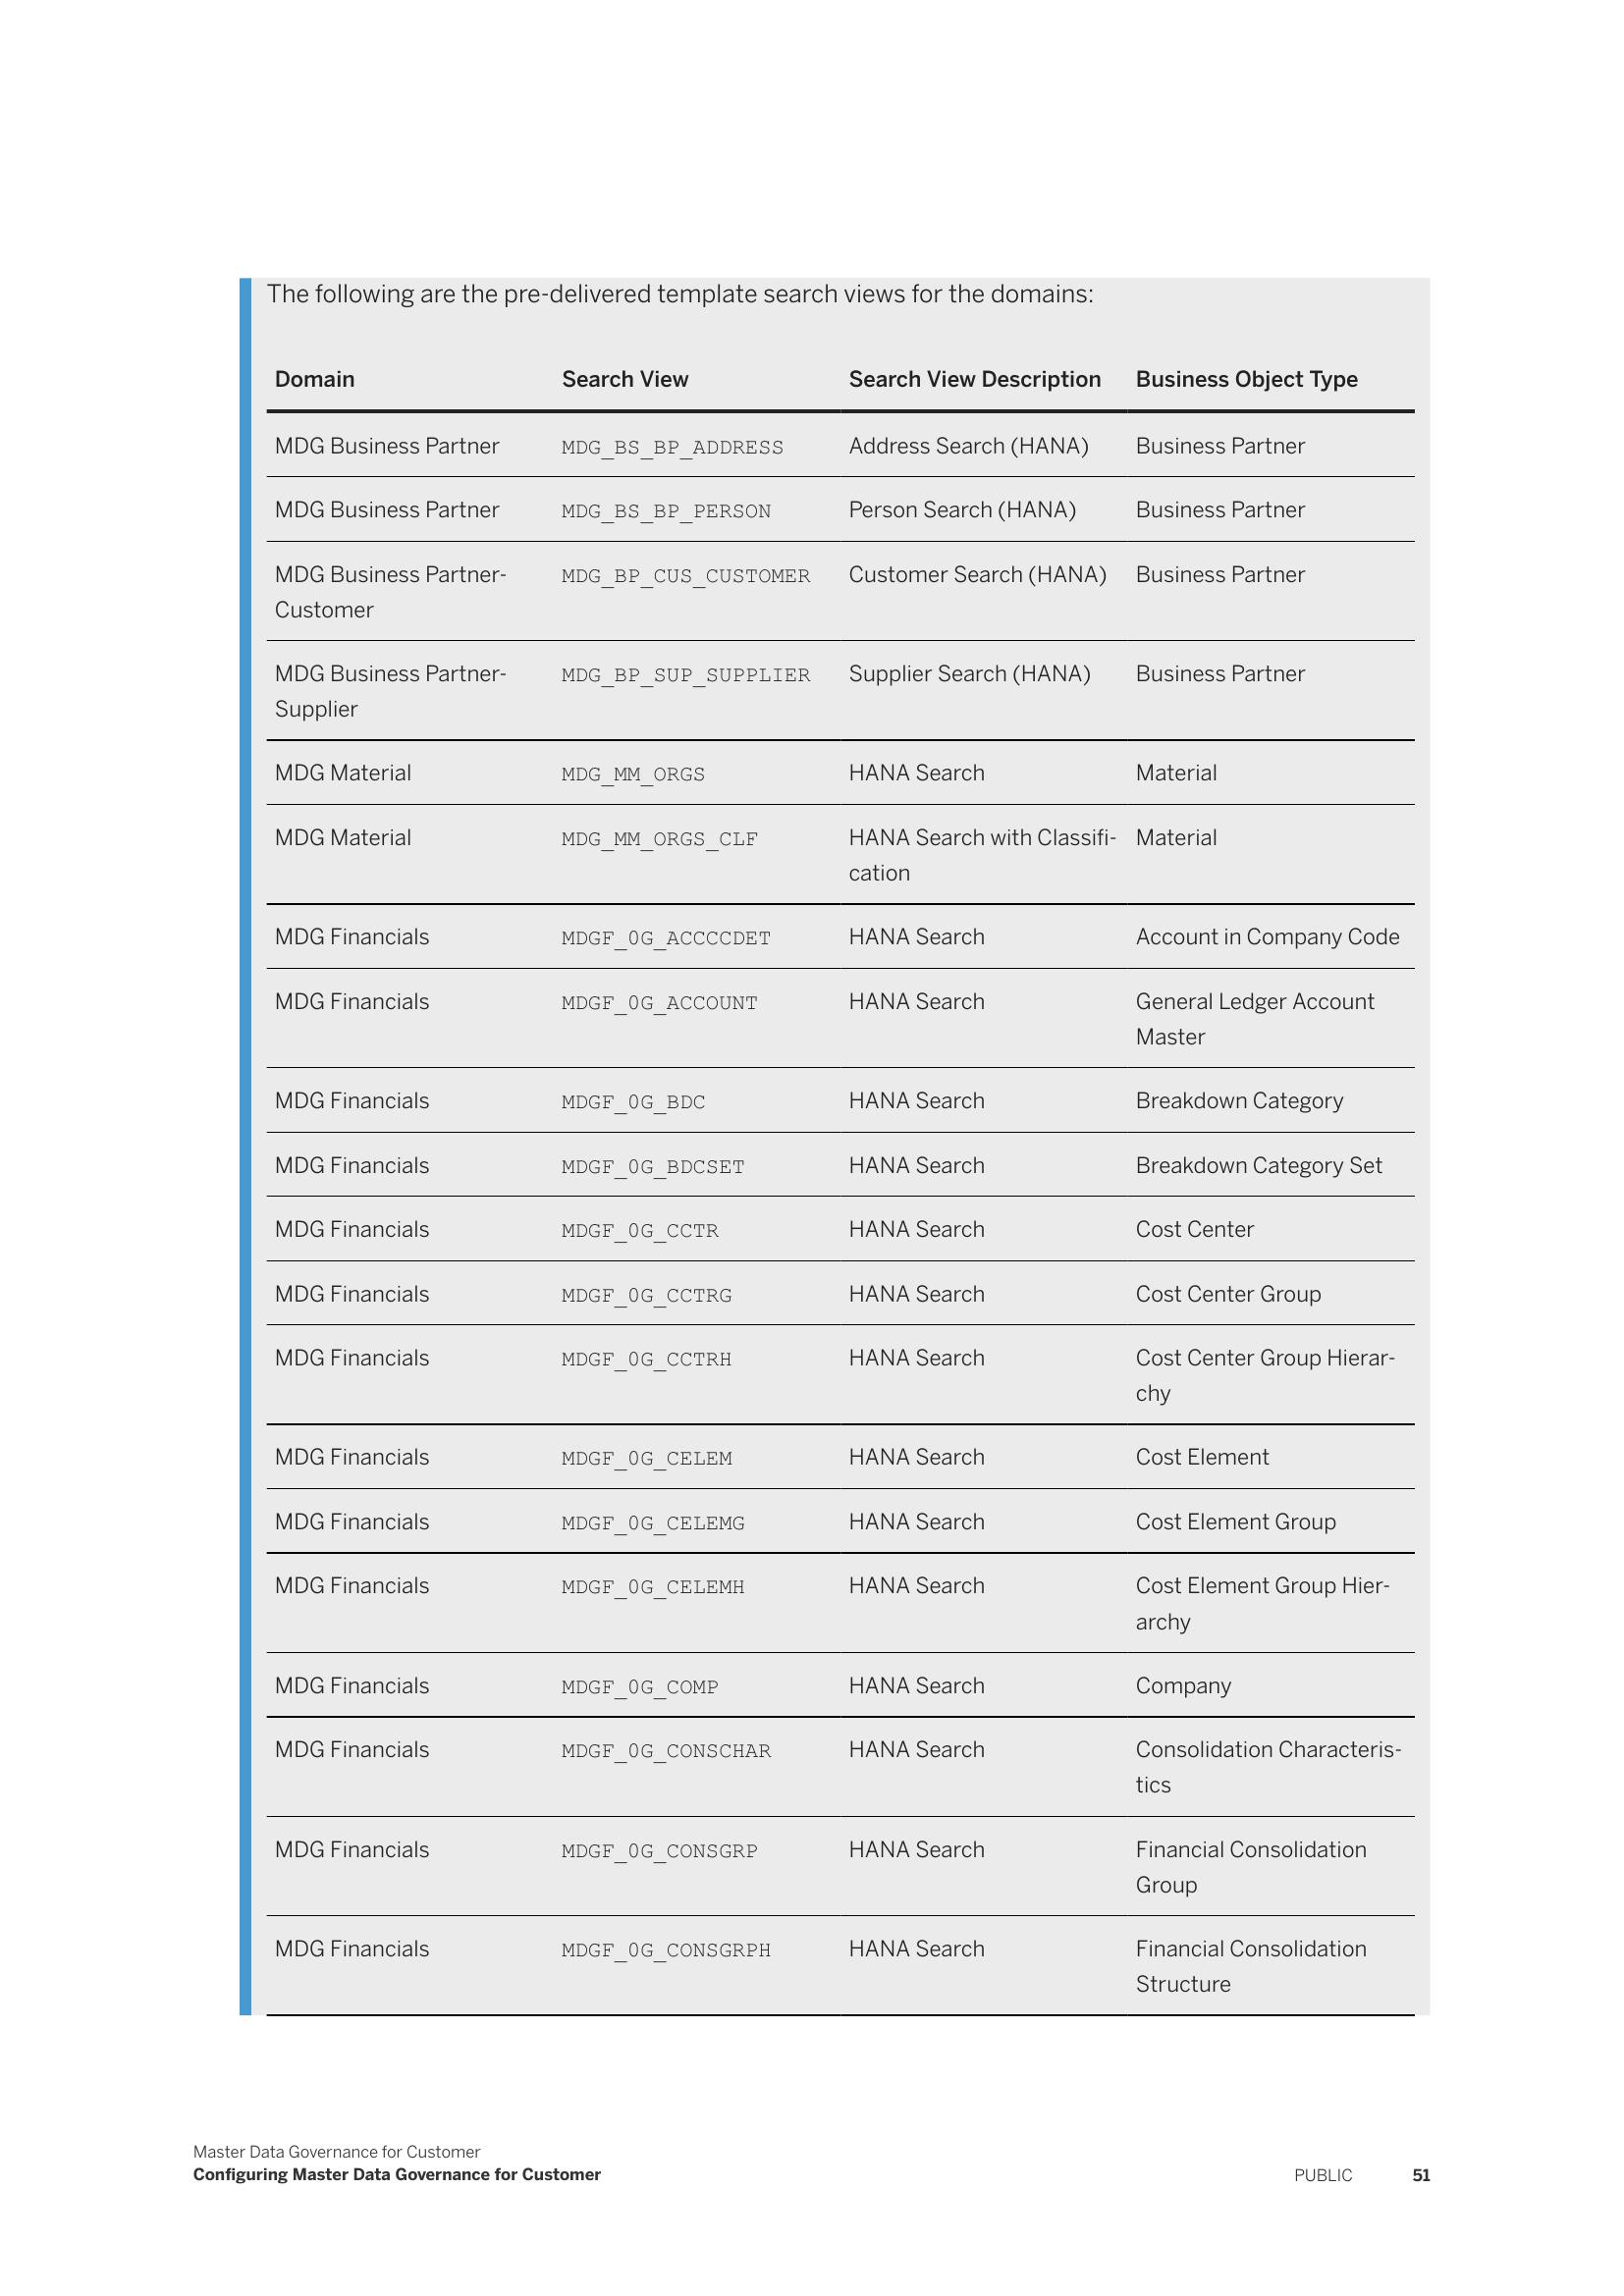 The following are the pre-delivered template search views for the domains:
Domain Search View Search View Description Business Object Type
MDG Business Partner MDG_BS_BP_ADDRESS Address Search (HANA) Business Partner
MDG Business Partner MDG_BS_BP_PERSON Person Search (HANA) Business Partner
MDG Business Partner- MDG_BP_CUS_CUSTOMER Customer Search (HANA) Business Partner
Customer
MDG Business Partner- MDG_BP_SUP_SUPPLIER Supplier Search (HANA) Business Partner
Supplier
MDG Material MDG_MM_ORGS HANA Search Material
MDG Material MDG_MM_ORGS_CLF HANA Search with Classifi- Material
cation
MDG Financials MDGF_0G_ACCCCDET HANA Search Account in Company Code
MDG Financials MDGF_0G_ACCOUNT HANA Search General Ledger Account
Master
MDG Financials MDGF_0G_BDC HANA Search Breakdown Category
MDG Financials MDGF_0G_BDCSET HANA Search Breakdown Category Set
MDG Financials MDGF_0G_CCTR HANA Search Cost Center
MDG Financials MDGF_0G_CCTRG HANA Search Cost Center Group
MDG Financials MDGF_0G_CCTRH HANA Search Cost Center Group Hierar-
chy
MDG Financials MDGF_0G_CELEM HANA Search Cost Element
MDG Financials MDGF_0G_CELEMG HANA Search Cost Element Group
MDG Financials MDGF_0G_CELEMH HANA Search Cost Element Group Hier-
archy
MDG Financials MDGF_0G_COMP HANA Search Company
MDG Financials MDGF_0G_CONSCHAR HANA Search Consolidation Characteris-
tics
MDG Financials MDGF_0G_CONSGRP HANA Search Financial Consolidation
Group
MDG Financials MDGF_0G_CONSGRPH HANA Search Financial Consolidation
Structure
Master Data Governance for Customer
Configuring Master Data Governance for Customer PUBLIC 51